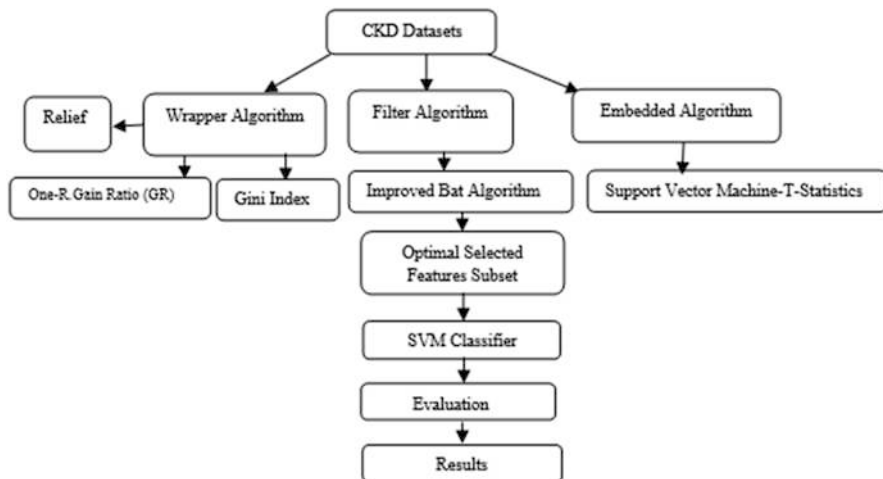 CKD Datasets
Relief
Wrapper Algorithm
Filter Algorithm
Embedded Algorithm
One-R.Gain Ratio (GR)
Gini Index
Improved Bat Algorithm
Support Vector Machine-T-Statistics
Optimal Selected
Features Subset
SVM Classifier
Evaluation
Results